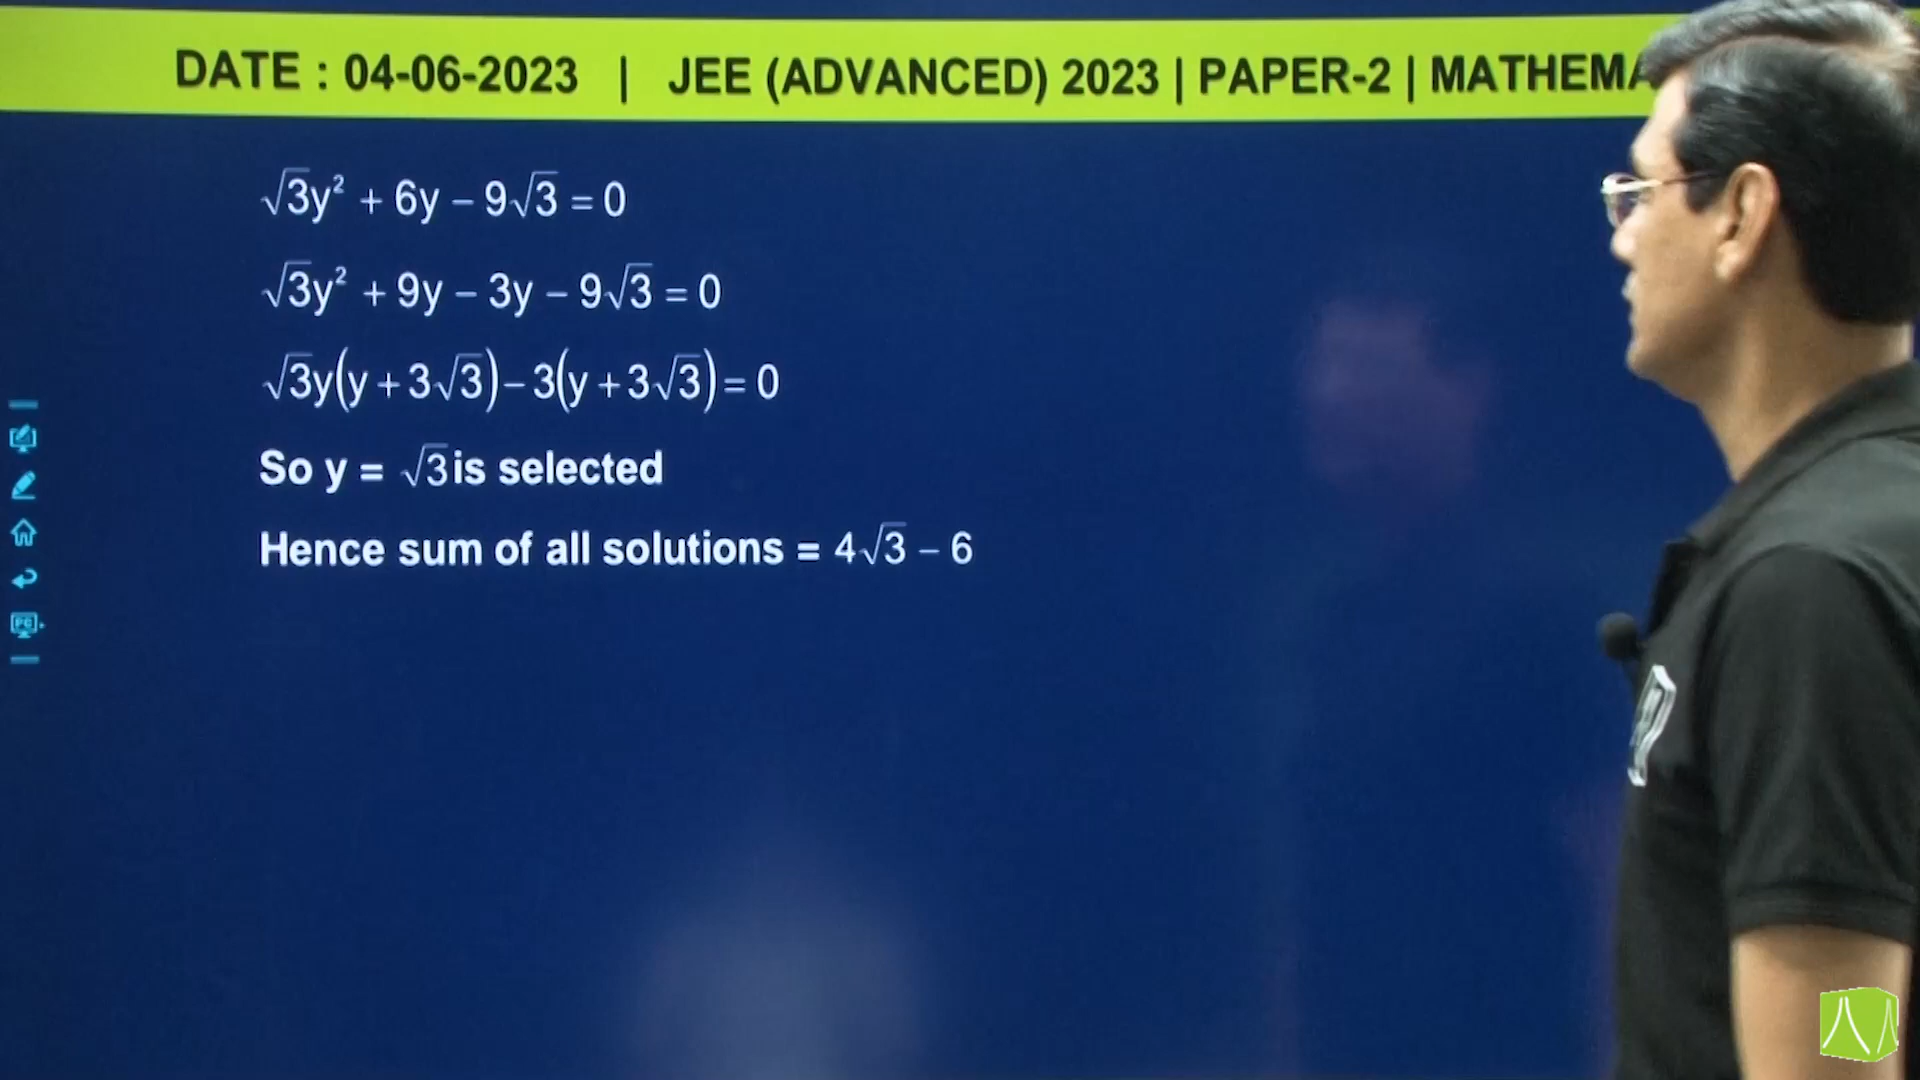 DATE : 04-06-2023 | JEE (ADVANCED) 2023 | PAPER-2 |
√3y² + 6y – 9√3 = 0
√3y² + 9y – 3y – 9√3 = 0
√3y(y + 3√3) – 3(y + 3√3) = 0
So y = √3 is selected
Hence sum of all solutions = 4√3 – 6
PC